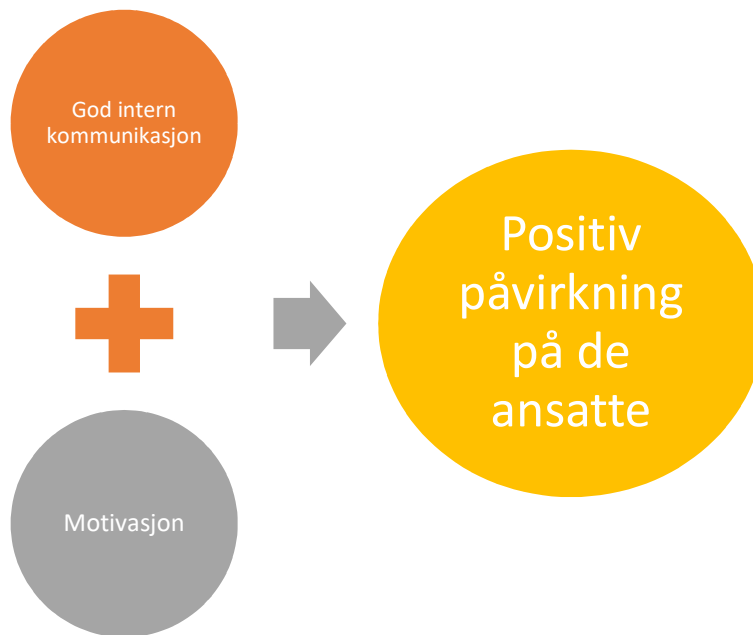 God intern
kommunikasjon
Motivasjon
Positiv
påvirkning
på de
ansatte